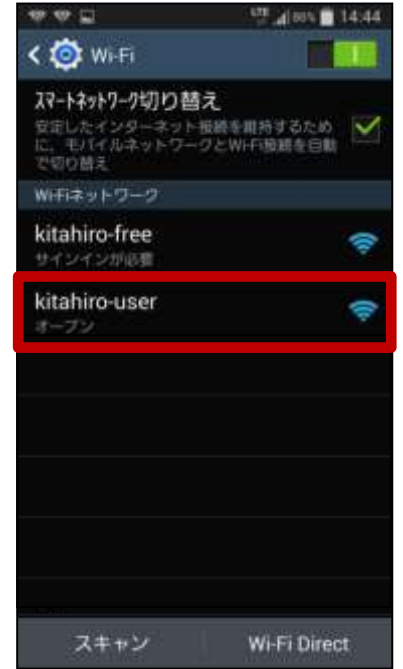 LTE 86% 14:44
Wi-Fi
スマートネットワーク切り替え
安定したインターネット接続を維持するため
に、モバイルネットワークとWi-Fi接続を自動
で切り替え
Wi-Fiネットワーク
kitahiro-free
サインインが必要
kitahiro-user
オープン
スキャン Wi-Fi Direct